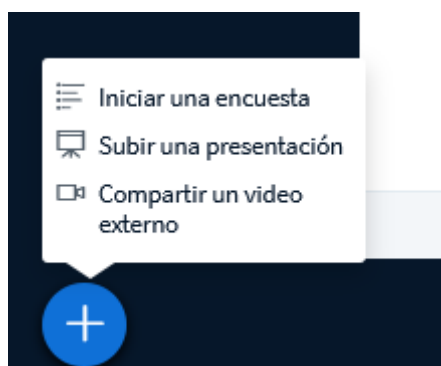 Iniciar una encuesta
Subir una presentación
Compartir un video
externo